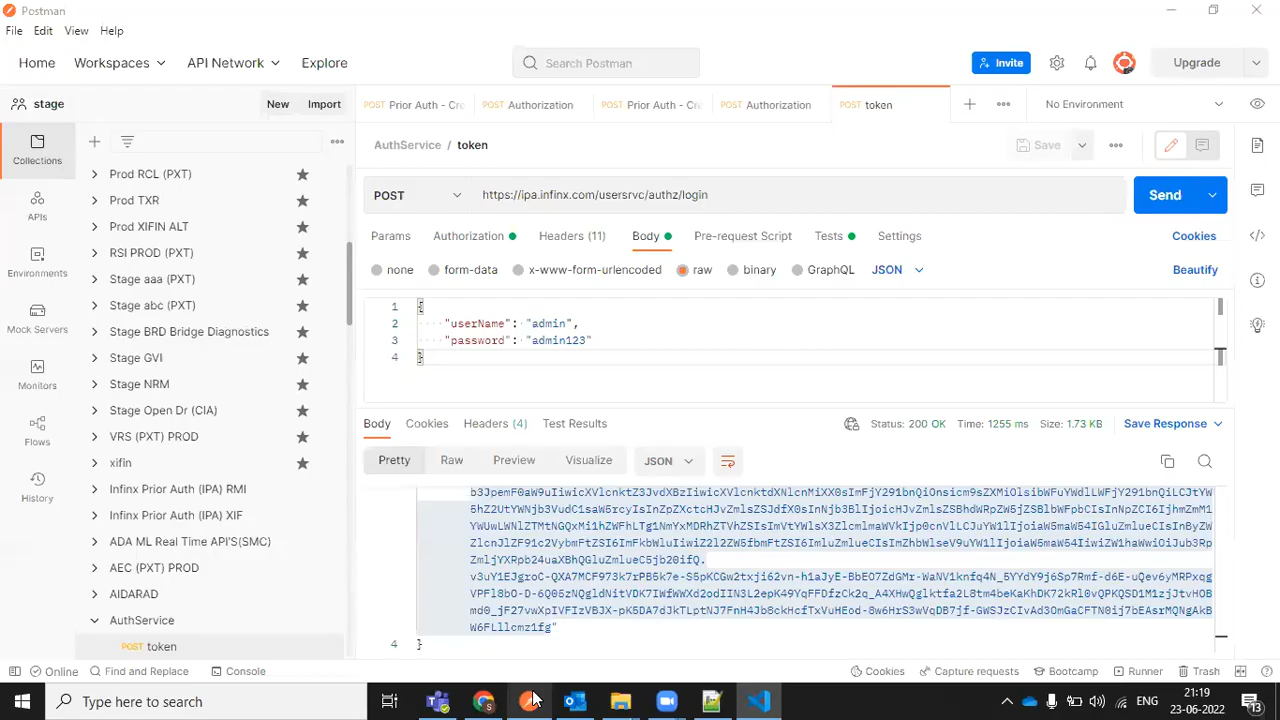 Postman
File Edit View Help
Home Workspaces API Network Explore Search Postman Invite Upgrade
stage New Import POST Prior Auth - Cre POST Authorization POST Prior Auth - Cre POST Authorization POST token No Environment
Collections
APIs
Environments
Mock Servers
Monitors
Flows
History
Prod RCL (PXT)
Prod TXR
Prod XIFIN ALT
RSI PROD (PXT)
Stage aaa (PXT)
Stage abc (PXT)
Stage BRD Bridge Diagnostics
Stage GVI
Stage NRM
Stage Open Dr (CIA)
VRS (PXT) PROD
xifin
Infinx Prior Auth (IPA) RMI
Infinx Prior Auth (IPA) XIF
ADA ML Real Time API'S(SMC)
AEC (PXT) PROD
AIDARAD
AuthService
POST token
AuthService / token Save
POST https://ipa.infinx.com/usersrvc/authz/login Send
Params Authorization Headers (11) Body Pre-request Script Tests Settings Cookies
none form-data x-www-form-urlencoded raw binary GraphQL JSON Beautify
1 {
2 "userName": "admin",
3 "password": "admin123"
4 }
Body Cookies Headers (4) Test Results Status: 200 OK Time: 1255 ms Size: 1.73 KB Save Response
Pretty Raw Preview Visualize JSON
4 }
Online Find and Replace Console Cookies Capture requests Bootcamp Runner Trash
Type here to search ENG 21:19
23-06-2022 13